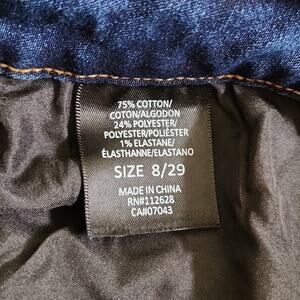 75% COTTON/
COTON/ALGODON
24% POLYESTER/
POLYESTER/POLIÉSTER
1% ELASTANE/
ÉLASTHANNE/ELASTANO
SIZE 8/29
MADE IN CHINA
RN#112628
CA#07043